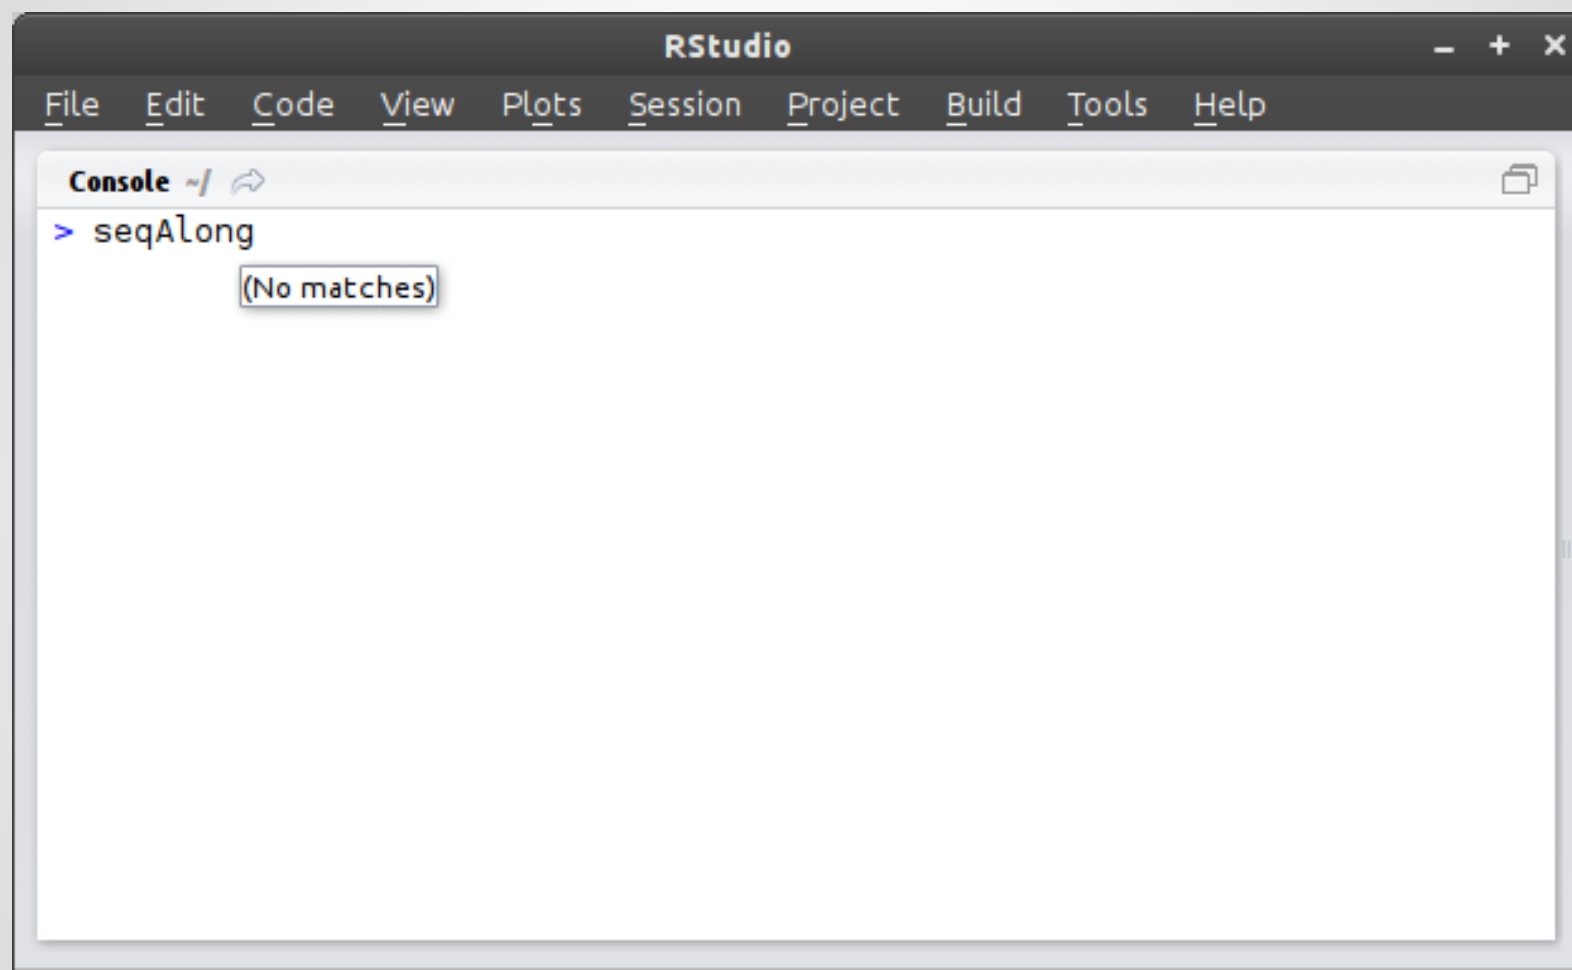 RStudio
File Edit Code View Plots Session Project Build Tools Help
Console ~/
> seqAlong
(No matches)